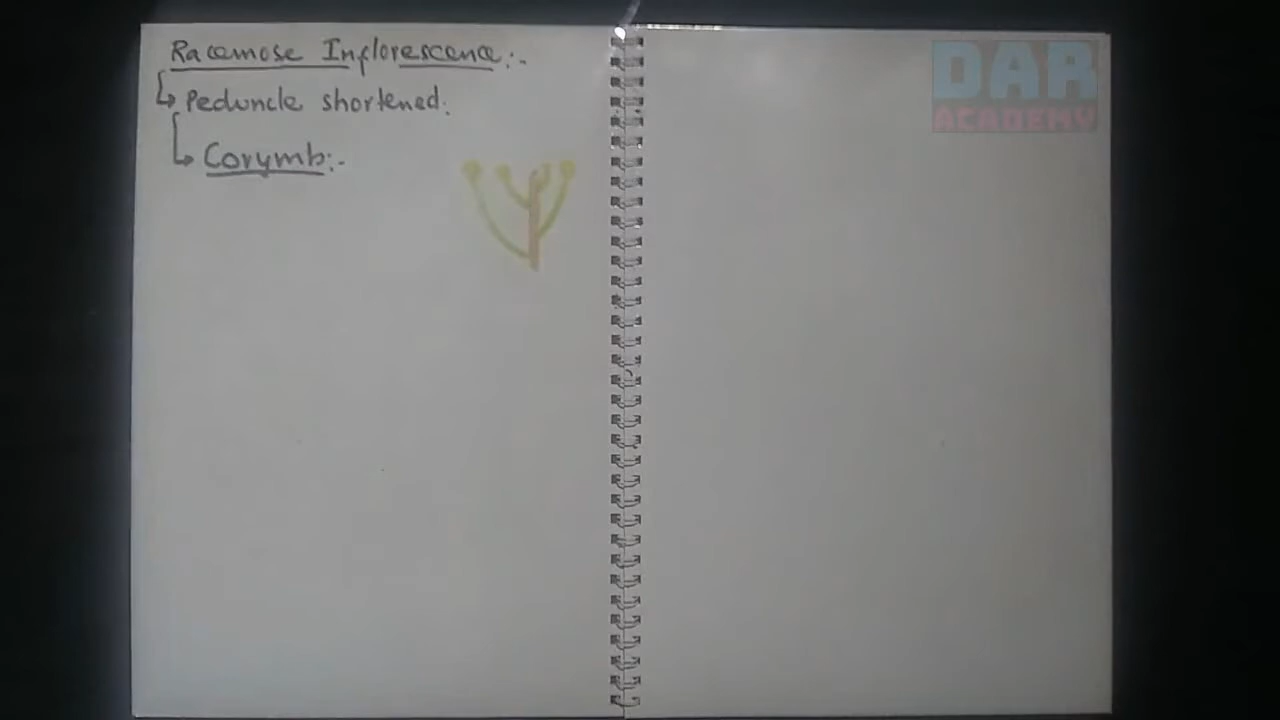 Racemose Inflorescence:-
↳ Peduncle shortened:
↳ Corymb:-
DAR
ACADEMY